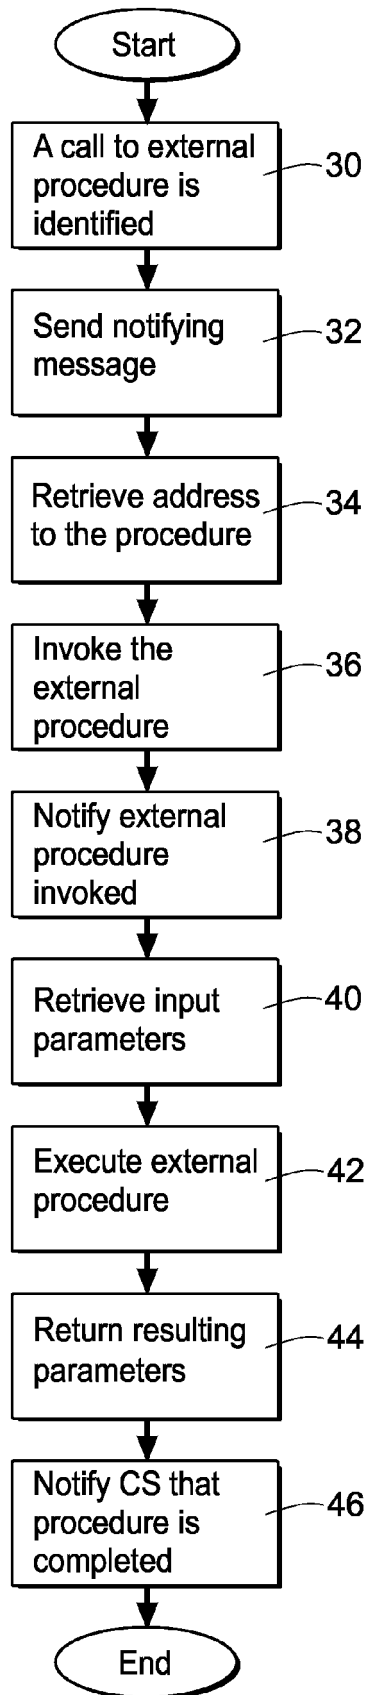 Start
A call to external
procedure is
identified
30
Send notifying
message
32
Retrieve address
to the procedure
34
Invoke the
external
procedure
36
Notify external
procedure
invoked
38
Retrieve input
parameters
40
Execute external
procedure
42
Return resulting
parameters
44
Notify CS that
procedure is
completed
46
End